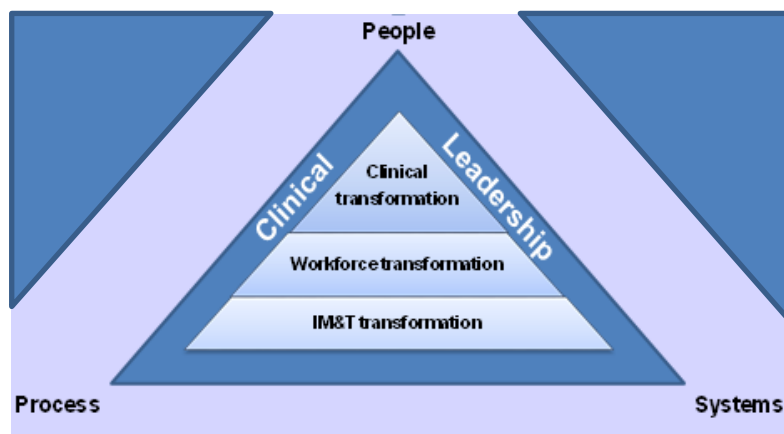 People
Clinical
Leadership
Clinical
transformation
Workforce transformation
IM&T transformation
Process
Systems